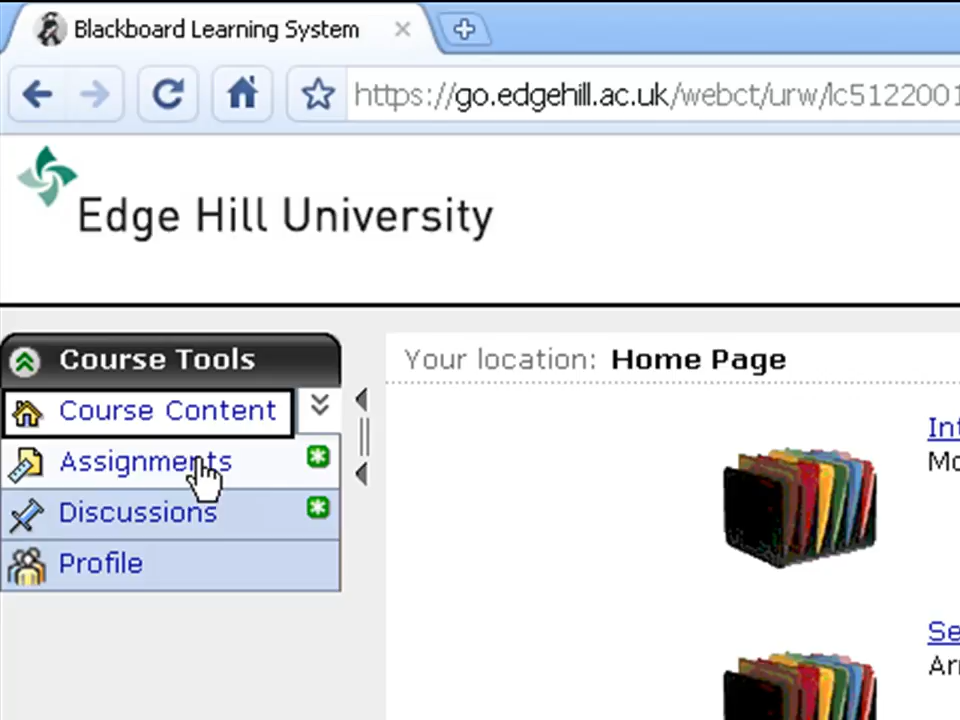 Blackboard Learning System
https://go.edgehill.ac.uk/webct/urw/lc5122001
Edge Hill University
Course Tools
Your location: Home Page
Course Content
Assignments
Discussions
Profile